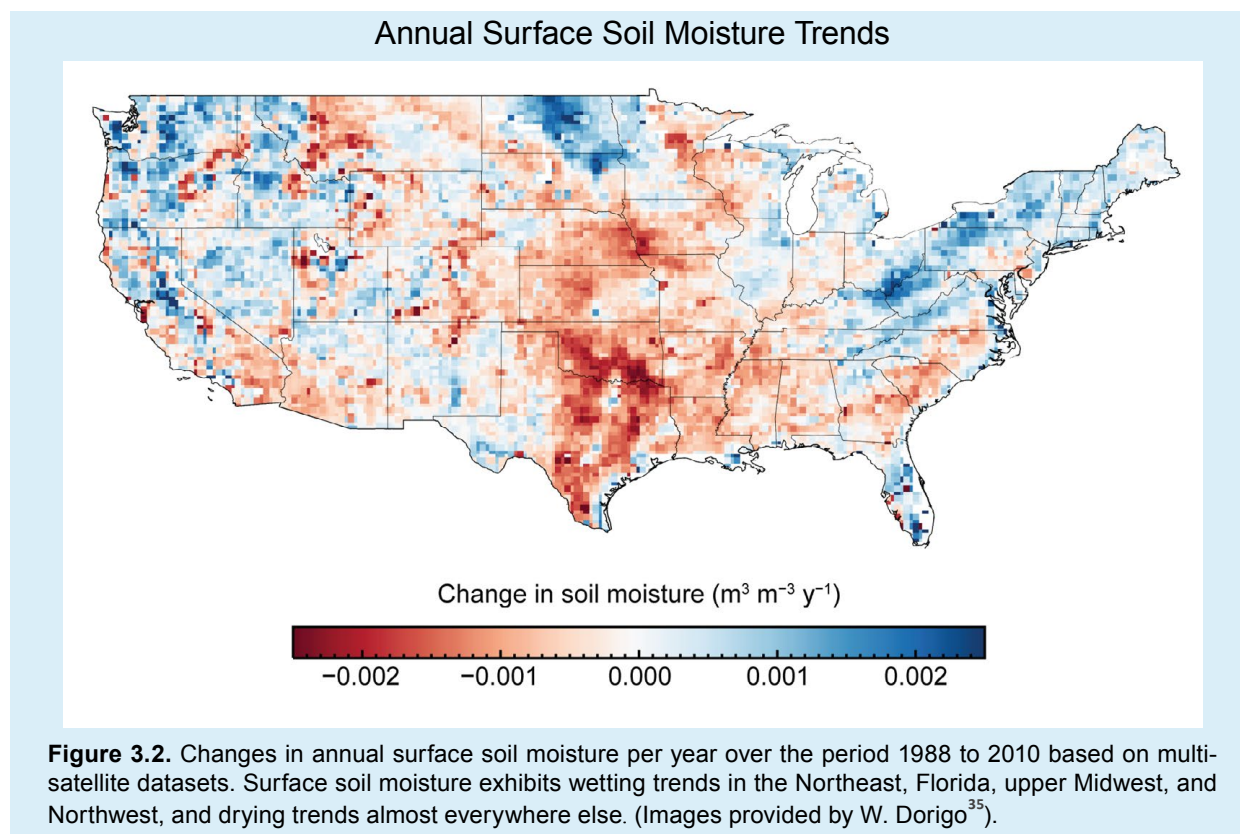 Annual Surface Soil Moisture Trends
Change in soil moisture (m³ m⁻³ y⁻¹)
−0.002 −0.001 0.000 0.001 0.002
Figure 3.2. Changes in annual surface soil moisture per year over the period 1988 to 2010 based on multi-
satellite datasets. Surface soil moisture exhibits wetting trends in the Northeast, Florida, upper Midwest, and
Northwest, and drying trends almost everywhere else. (Images provided by W. Dorigo³⁵).